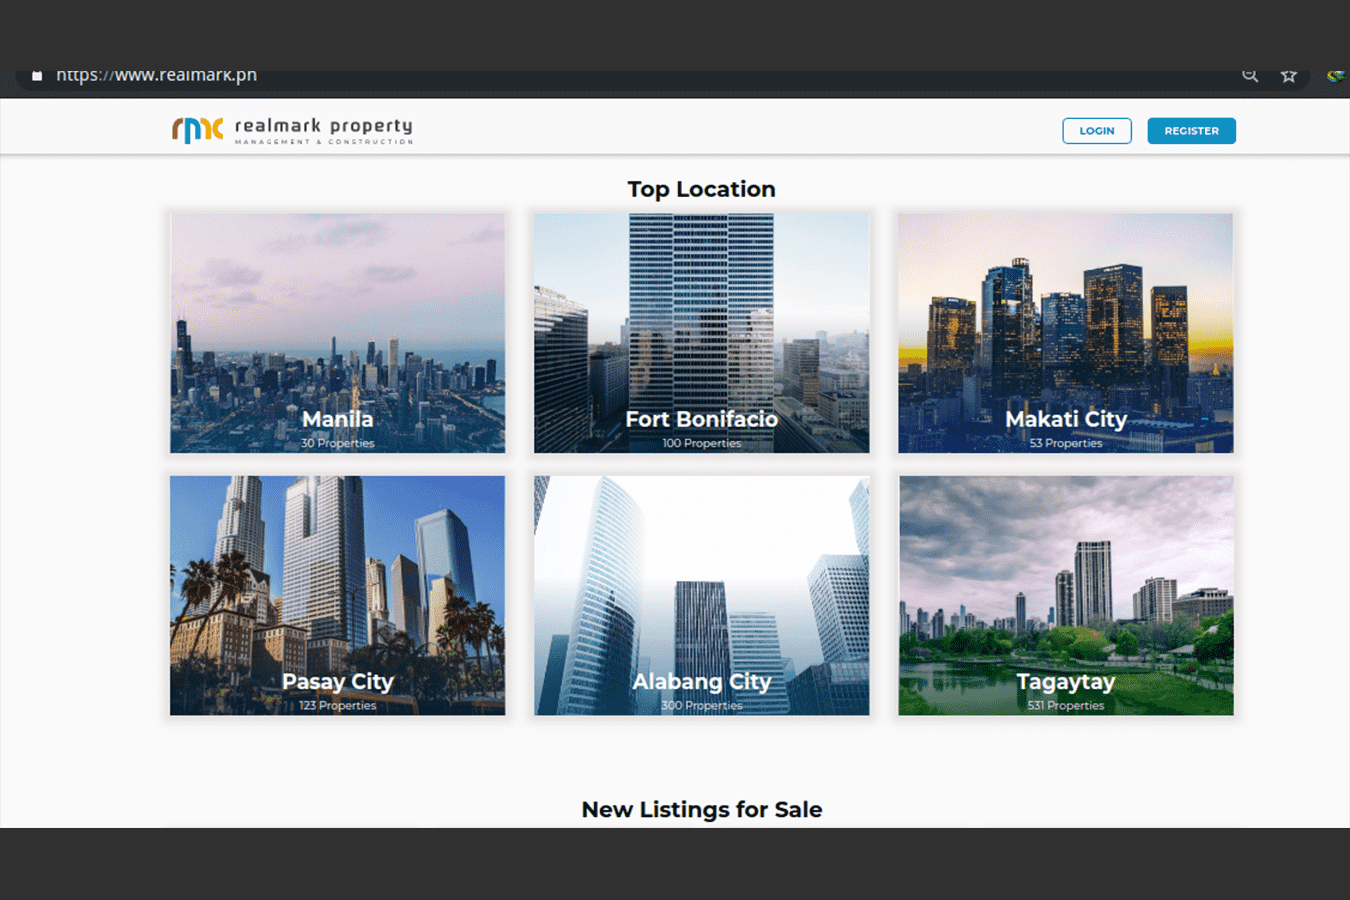 https://www.realmark.ph
rmc realmark property
MANAGEMENT & CONSTRUCTION
LOGIN REGISTER
Top Location
Manila
30 Properties
Fort Bonifacio
100 Properties
Makati City
53 Properties
Pasay City
123 Properties
Alabang City
300 Properties
Tagaytay
531 Properties
New Listings for Sale